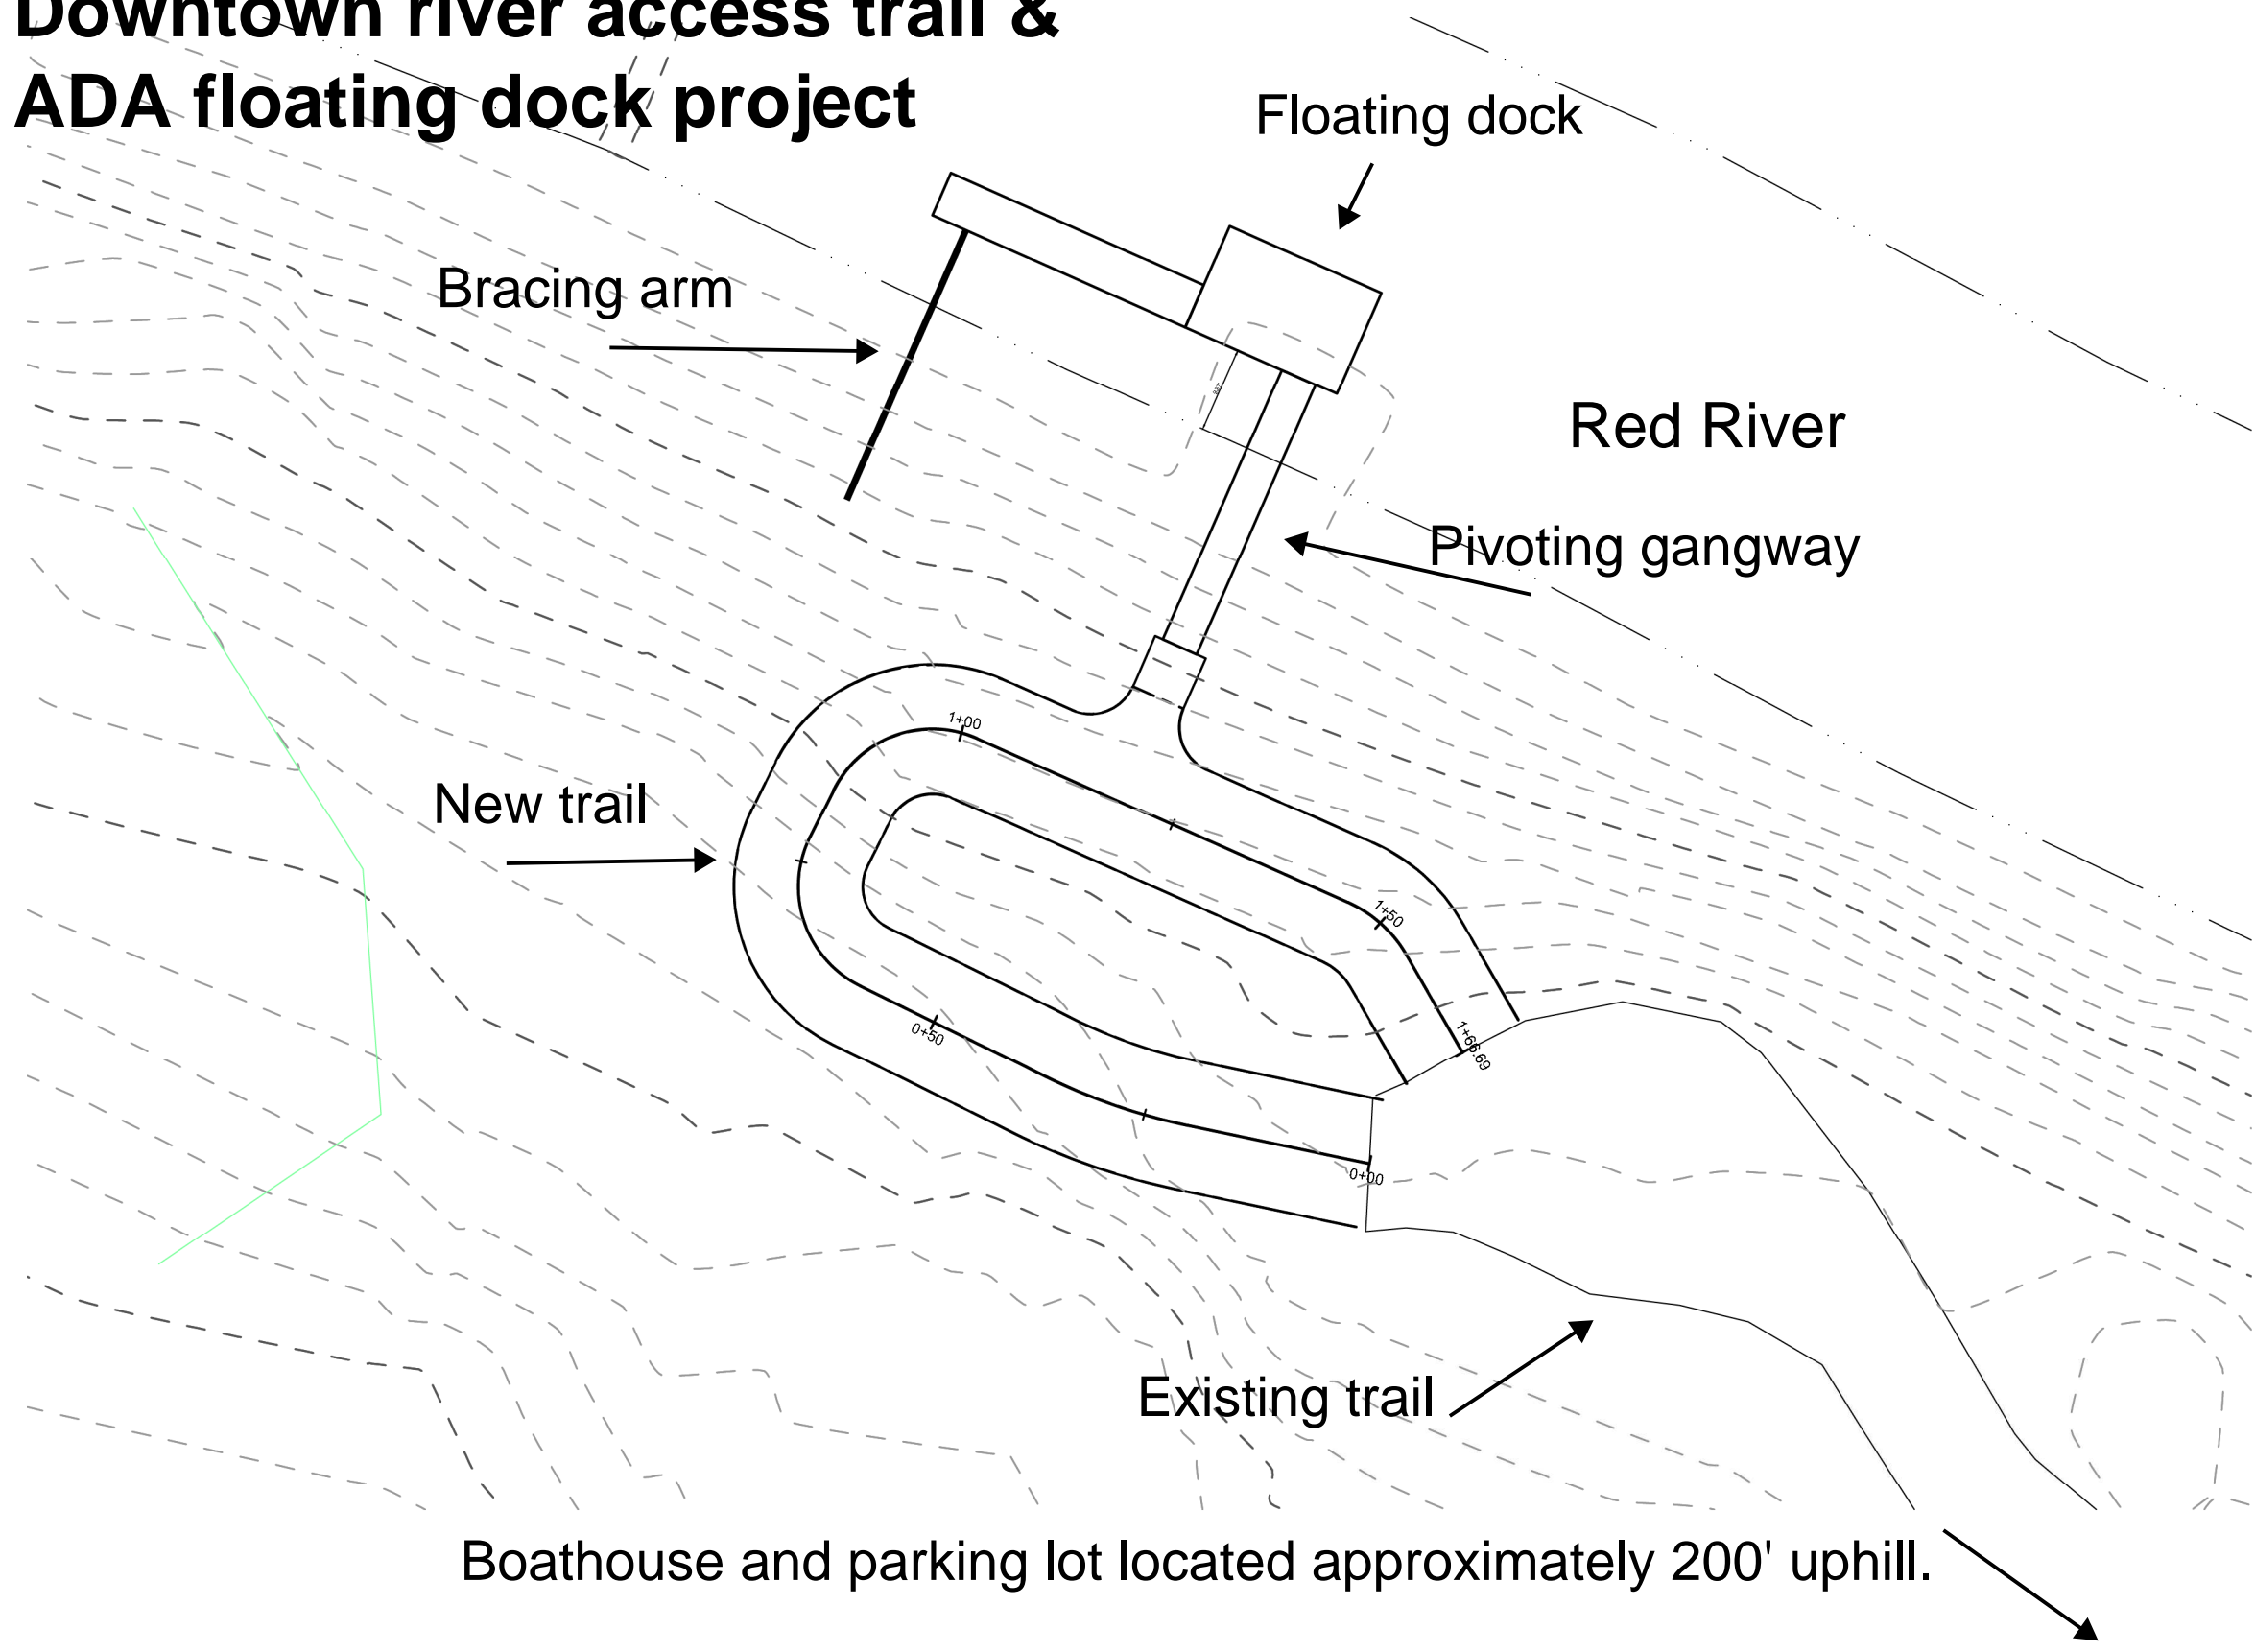 Downtown river access trail &
ADA floating dock project
Floating dock
Bracing arm
Red River
Pivoting gangway
1+00
New trail
1+50
0+50
1+66.69
0+00
Existing trail
Boathouse and parking lot located approximately 200' uphill.